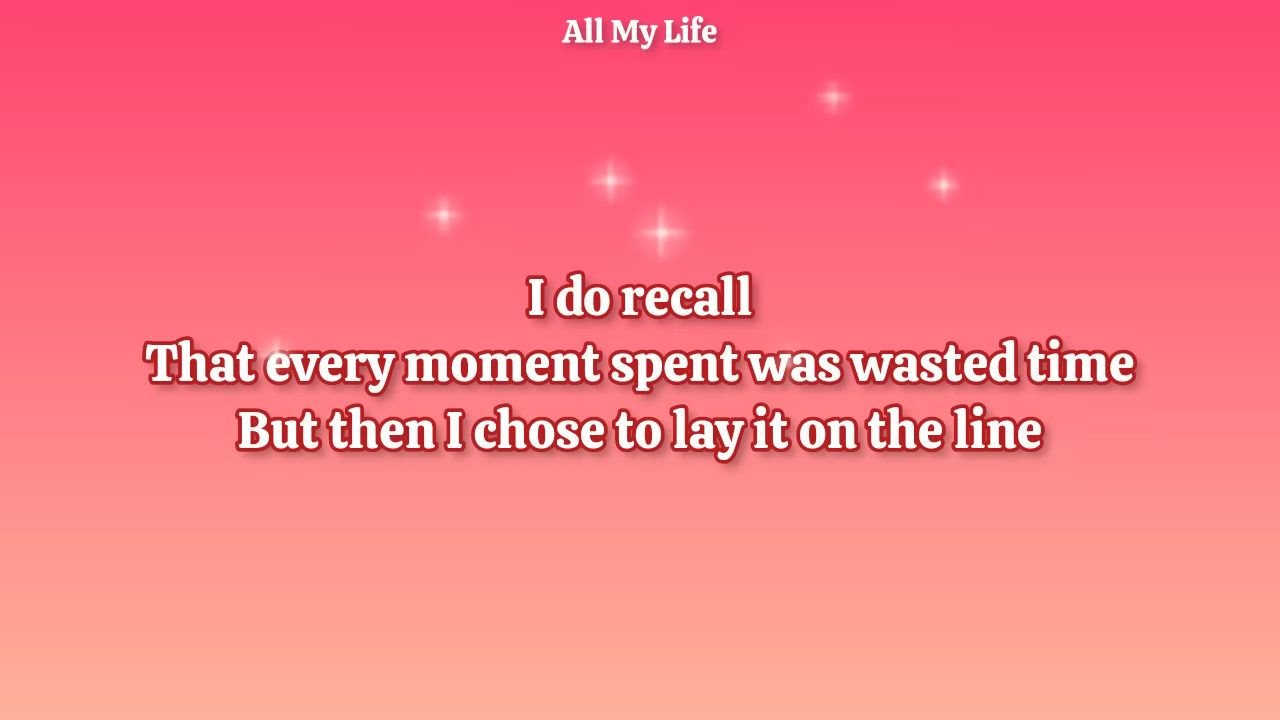 All My Life
I do recall
That every moment spent was wasted time
But then I chose to lay it on the line